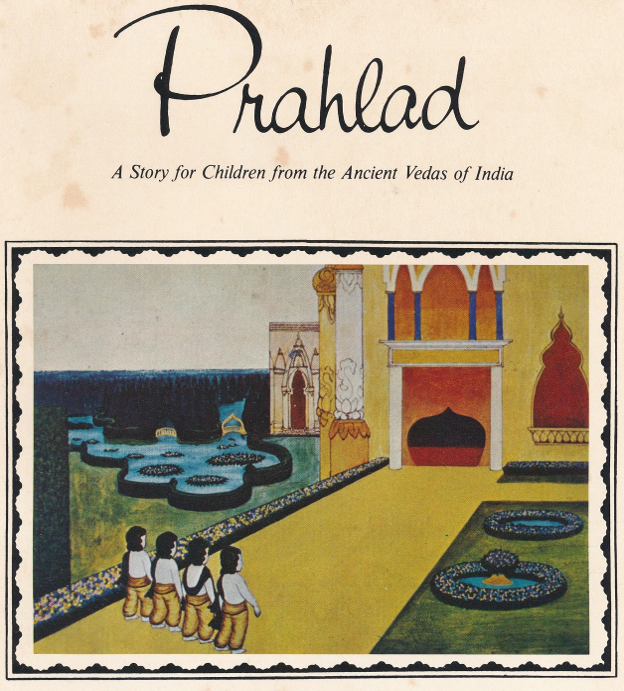 Prahlad
A Story for Children from the Ancient Vedas of India